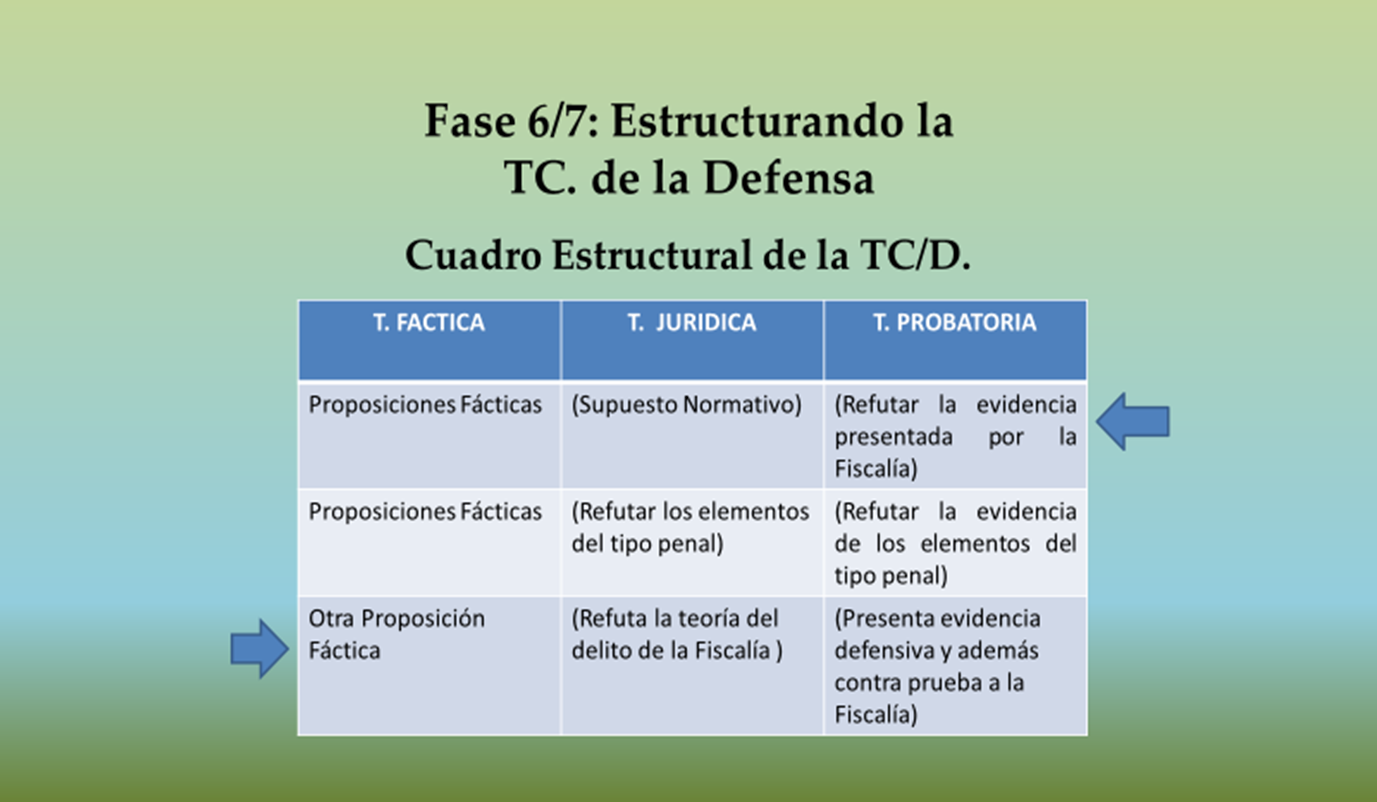 Fase 6/7: Estructurando la
TC. de la Defensa
Cuadro Estructural de la TC/D.
T. FACTICA
T. JURIDICA
T. PROBATORIA
Proposiciones Fácticas
(Supuesto Normativo)
(Refutar la evidencia
presentada por la
Fiscalía)
Proposiciones Fácticas
(Refutar los elementos
del tipo penal)
(Refutar la evidencia
de los elementos del
tipo penal)
Otra Proposición
Fáctica
(Refuta la teoría del
delito de la Fiscalía )
(Presenta evidencia
defensiva y además
contra prueba a la
Fiscalía)